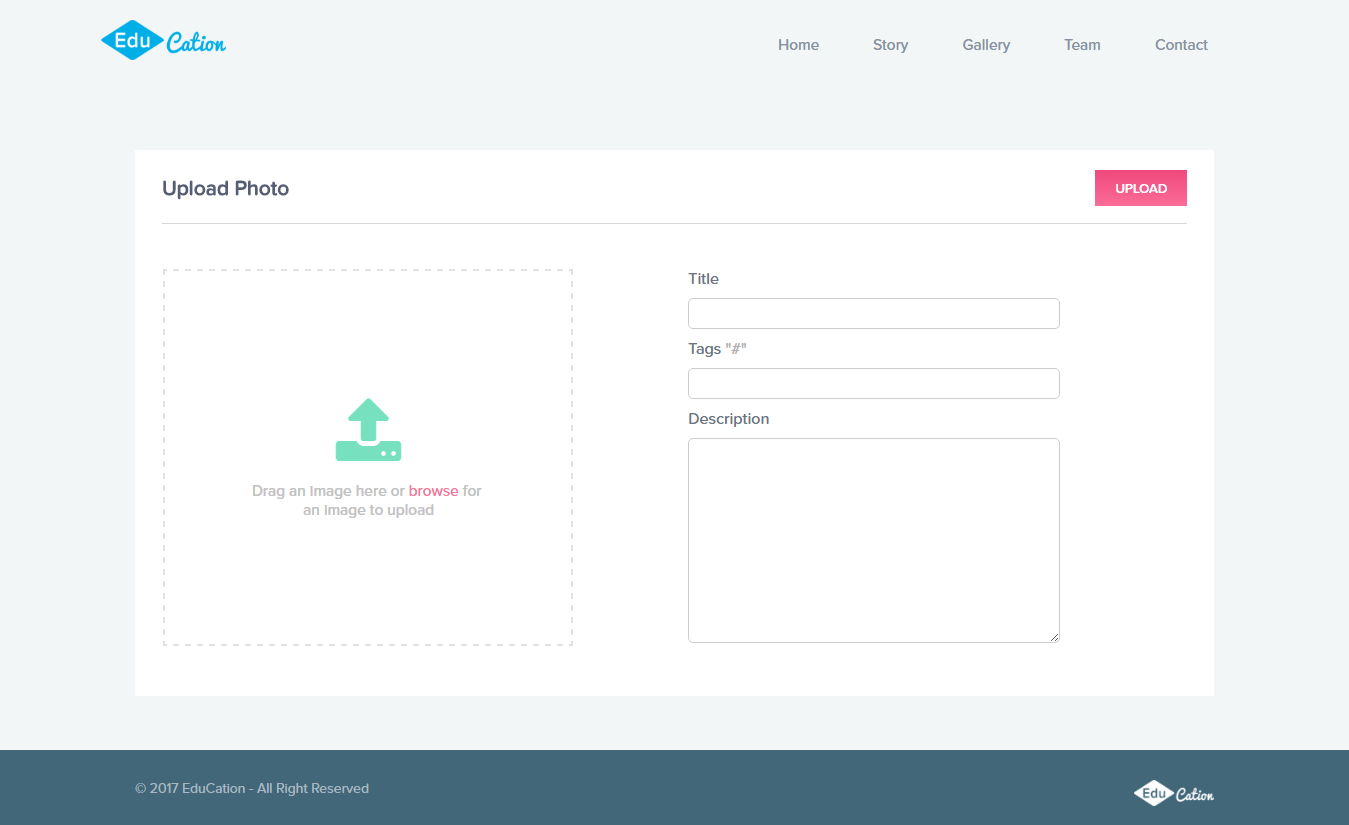 Edu Cation
Home Story Gallery Team Contact
Upload Photo
UPLOAD
Title
Tags "#"
Description
Drag an Image here or browse for
an Image to upload
© 2017 EduCation - All Right Reserved
Edu Cation